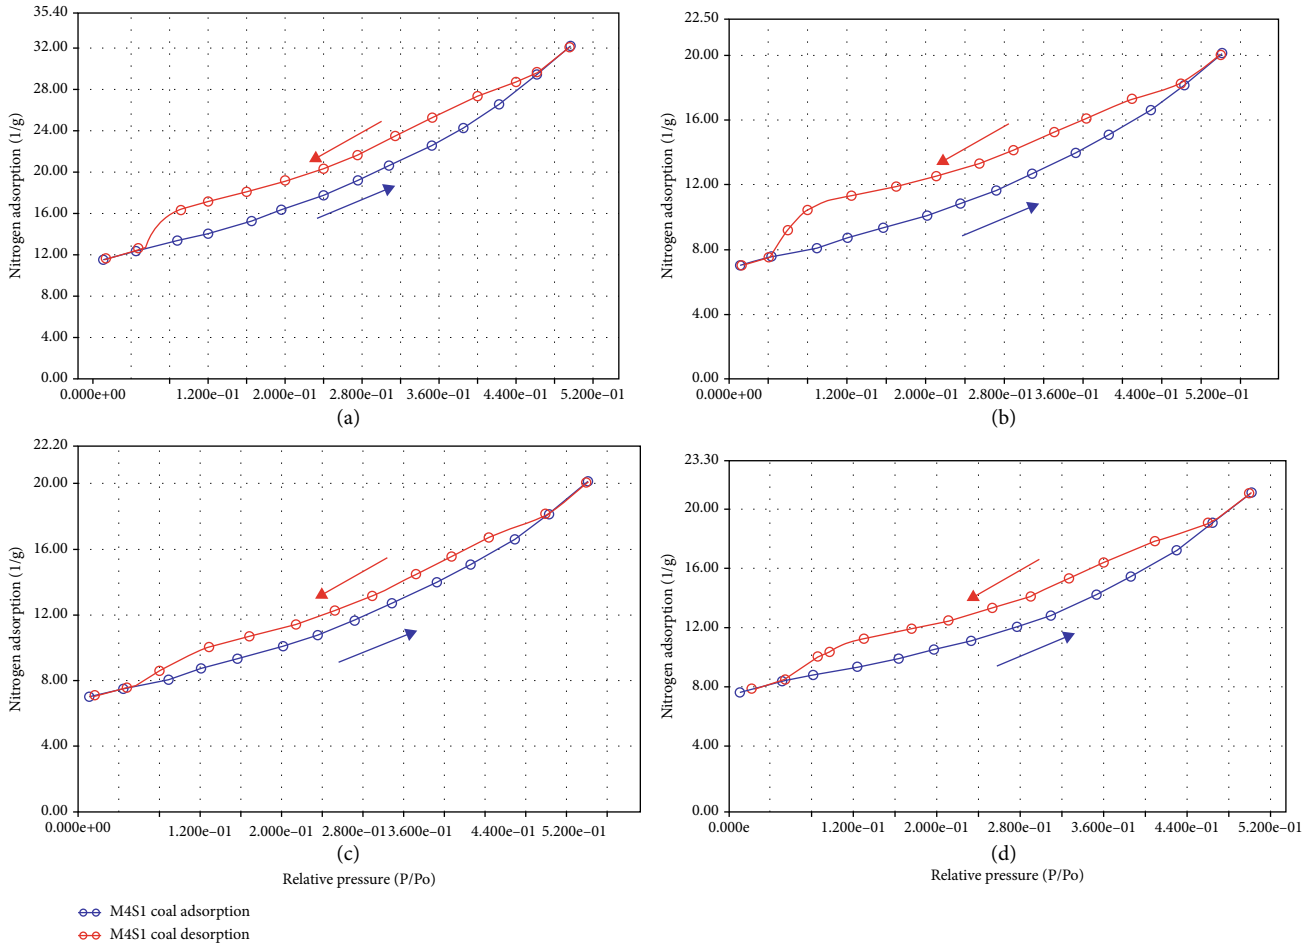 35.40
32.00
28.00
24.00
20.00
16.00
12.00
8.00
4.00
0.00
Nitrogen adsorption (1/g)
0.000e+00 1.200e–01 2.000e–01 2.800e–01 3.600e–01 4.400e–01 5.200e–01
(a)
22.50
20.00
16.00
12.00
8.00
4.00
0.00
Nitrogen adsorption (1/g)
0.000e+00 1.200e–01 2.000e–01 2.800e–01 3.600e–01 4.400e–01 5.200e–01
(b)
22.20
20.00
16.00
12.00
8.00
4.00
0.00
Nitrogen adsorption (1/g)
0.000e+00 1.200e–01 2.000e–01 2.800e–01 3.600e–01 4.400e–01 5.200e–01
(c)
Relative pressure (P/Po)
23.30
20.00
16.00
12.00
8.00
4.00
0.00
Nitrogen adsorption (1/g)
0.000e 1.200e–01 2.000e–01 2.800e–01 3.600e–01 4.400e–01 5.200e–01
(d)
Relative pressure (P/Po)
M4S1 coal adsorption
M4S1 coal desorption